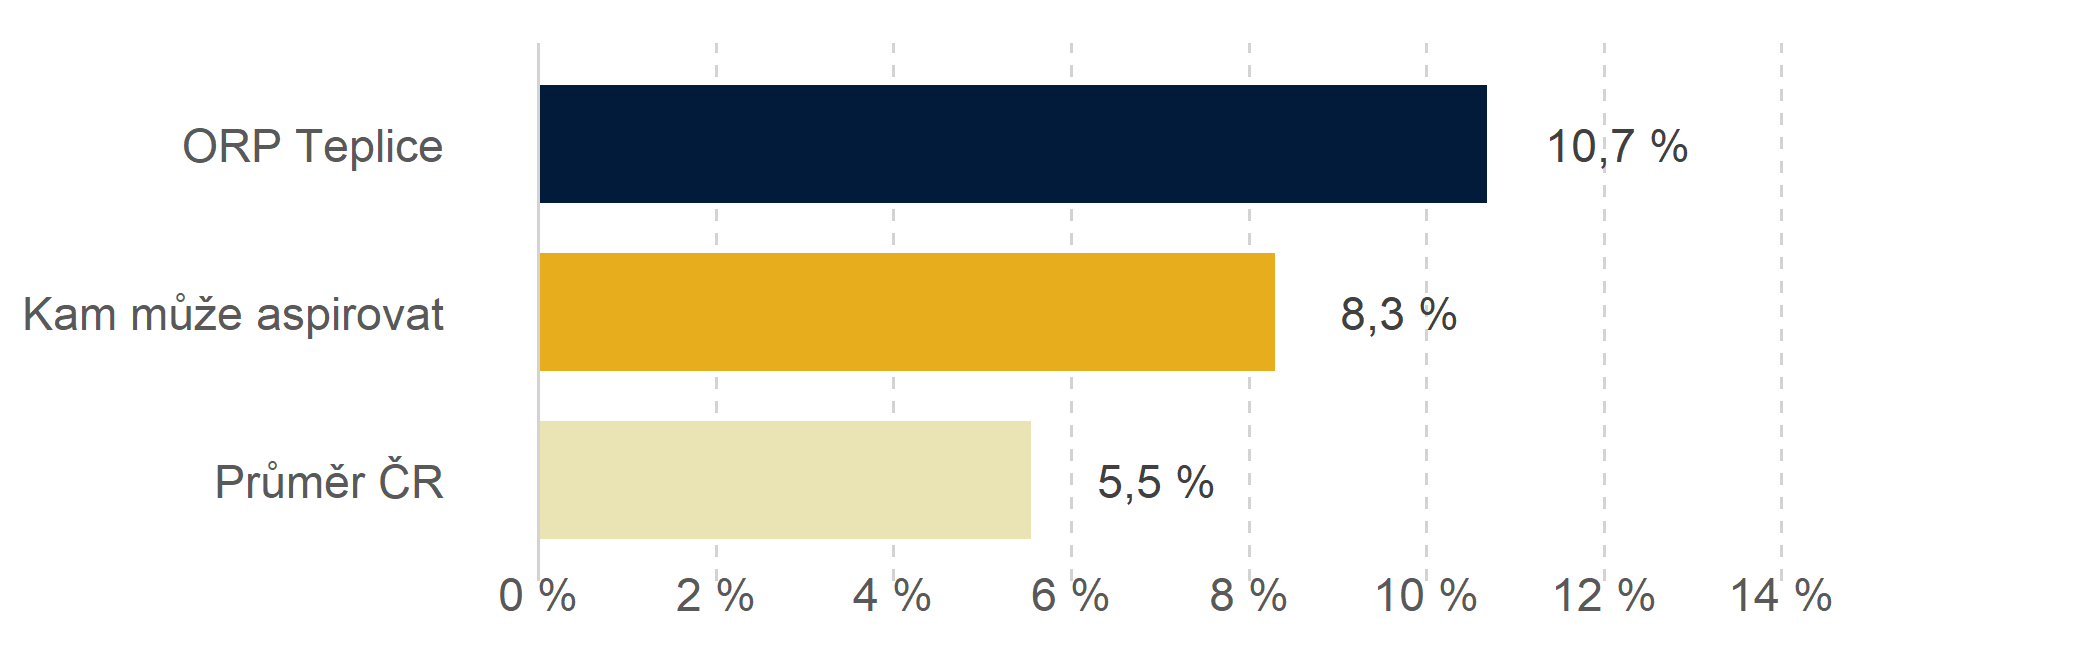 ORP Teplice
10,7 %
Kam může aspirovat
8,3 %
Průměr ČR
5,5 %
0 % 2 % 4 % 6 % 8 % 10 % 12 % 14 %